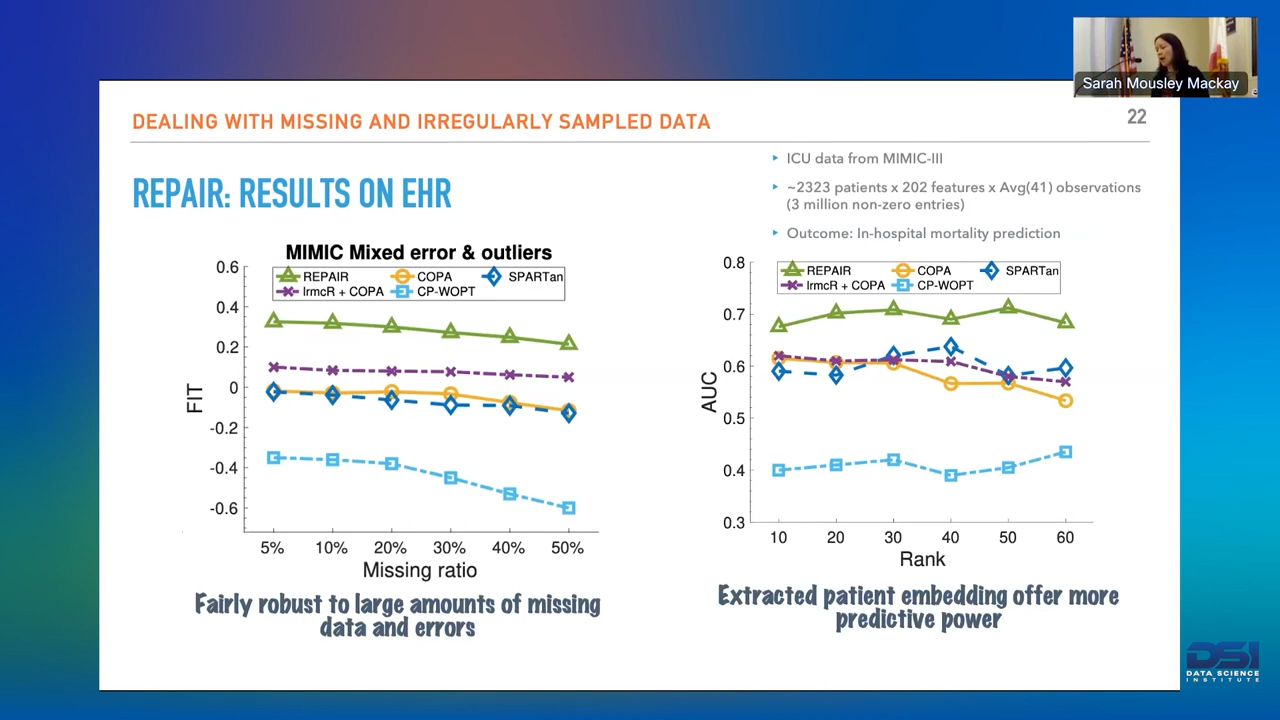 Sarah Mousley Mackay
DEALING WITH MISSING AND IRREGULARLY SAMPLED DATA
22
REPAIR: RESULTS ON EHR
ICU data from MIMIC-III
~2323 patients x 202 features x Avg(41) observations
(3 million non-zero entries)
Outcome: In-hospital mortality prediction
MIMIC Mixed error & outliers
REPAIR COPA SPARTan
lrmcR + COPA CP-WOPT
0.6
0.4
0.2
0
-0.2
-0.4
-0.6
FIT
5% 10% 20% 30% 40% 50%
Missing ratio
Fairly robust to large amounts of missing
data and errors
REPAIR COPA SPARTan
lrmcR + COPA CP-WOPT
0.8
0.7
0.6
0.5
0.4
0.3
AUC
10 20 30 40 50 60
Rank
Extracted patient embedding offer more
predictive power
DSI
DATA SCIENCE
INSTITUTE